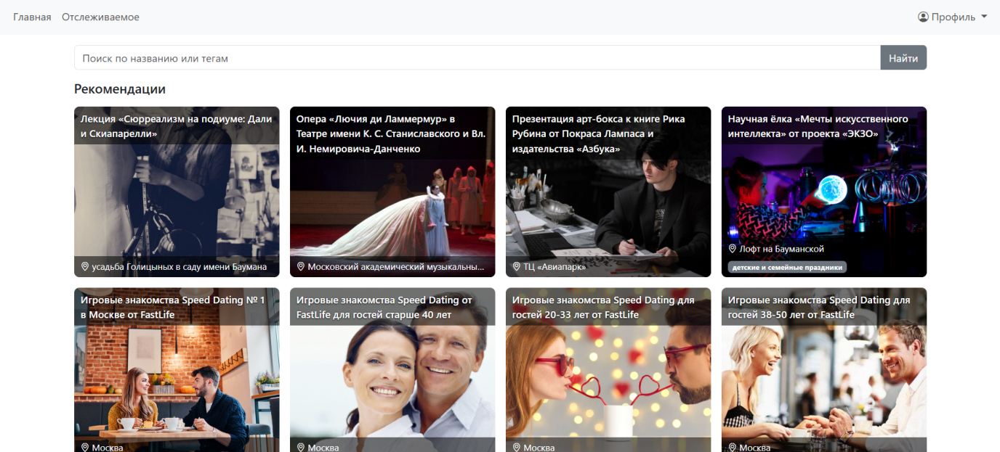 Главная Отслеживаемое Профиль
Поиск по названию или тегам Найти
Рекомендации
Лекция «Сюрреализм на подиуме: Дали
и Скиапарелли»
усадьба Голицыных в саду имени Баумана
Опера «Лючия ди Ламмермур» в
Театре имени К. С. Станиславского и Вл.
И. Немировича-Данченко
Московский академический музыкальны...
Презентация арт-бокса к книге Рика
Рубина от Покраса Лампаса и
издательства «Азбука»
ТЦ «Авиапарк»
Научная ёлка «Мечты искусственного
интеллекта» от проекта «ЭКЗО»
Лофт на Бауманской
детские и семейные праздники
Игровые знакомства Speed Dating № 1
в Москве от FastLife
Москва
Игровые знакомства Speed Dating от
FastLife для гостей старше 40 лет
Москва
Игровые знакомства Speed Dating для
гостей 20-33 лет от FastLife
Москва
Игровые знакомства Speed Dating для
гостей 38-50 лет от FastLife
Москва